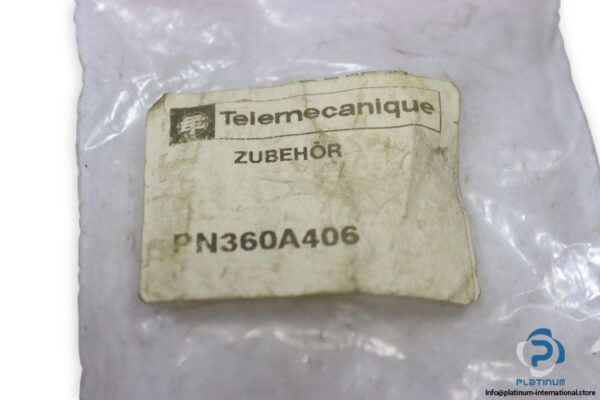 Telemecanique
ZUBEHÖR
PN360A406
PLATINUM
info@platinum-international.store